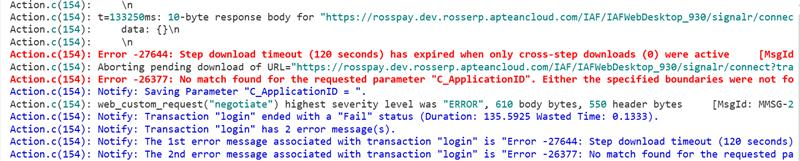 Action.c(154):     \n
Action.c(154): t=133250ms: 10-byte response body for "https://rosspay.dev.rosserp.apteancloud.com/IAF/IAFWebDesktop_930/signalr/connec
Action.c(154):     data: {}\n
Action.c(154):     \n
Action.c(154): Error -27644: Step download timeout (120 seconds) has expired when only cross-step downloads (0) were active     [MsgId
Action.c(154): Aborting pending download of URL="https://rosspay.dev.rosserp.apteancloud.com/IAF/IAFWebDesktop_930/signalr/connect?tra
Action.c(154): Error -26377: No match found for the requested parameter "C_ApplicationID". Either the specified boundaries were not fo
Action.c(154): Notify: Saving Parameter "C_ApplicationID = ".
Action.c(154): web_custom_request("negotiate") highest severity level was "ERROR", 610 body bytes, 550 header bytes     [MsgId: MMSG-2
Action.c(154): Notify: Transaction "login" ended with a "Fail" status (Duration: 135.5925 Wasted Time: 0.1333).
Action.c(154): Notify: Transaction "login" has 2 error message(s).
Action.c(154): Notify: The 1st error message associated with transaction "login" is "Error -27644: Step download timeout (120 seconds)
Action.c(154): Notify: The 2nd error message associated with transaction "login" is "Error -26377: No match found for the requested pa